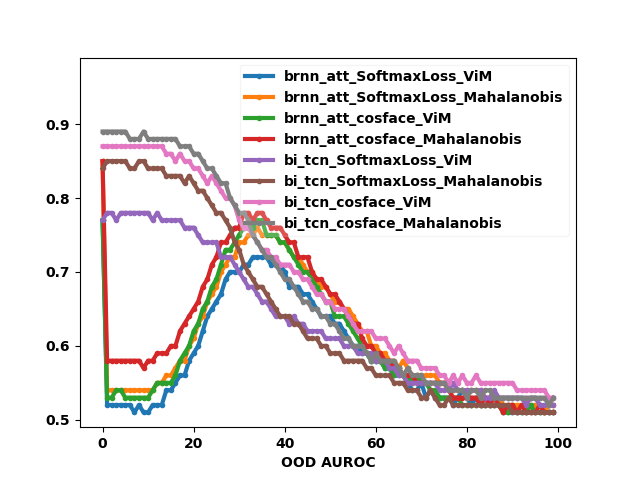 brnn_att_SoftmaxLoss_ViM
brnn_att_SoftmaxLoss_Mahalanobis
brnn_att_cosface_ViM
brnn_att_cosface_Mahalanobis
bi_tcn_SoftmaxLoss_ViM
bi_tcn_SoftmaxLoss_Mahalanobis
bi_tcn_cosface_ViM
bi_tcn_cosface_Mahalanobis
0.9
0.8
0.7
0.6
0.5
0 20 40 60 80 100
OOD AUROC